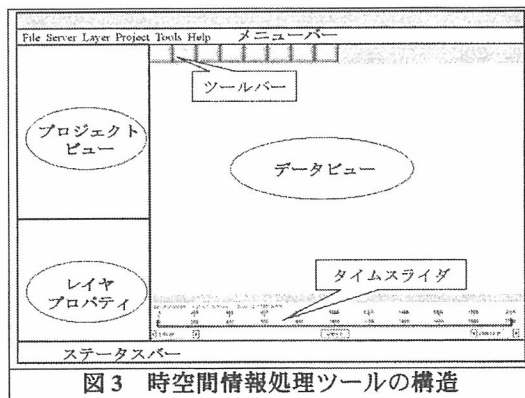 File Server Layer Project Tools Help メニューバー
ツールバー
プロジェクト
ビュー
データビュー
タイムスライダ
レイヤ
プロパティ
ステータスバー
図3 時空間情報処理ツールの構造